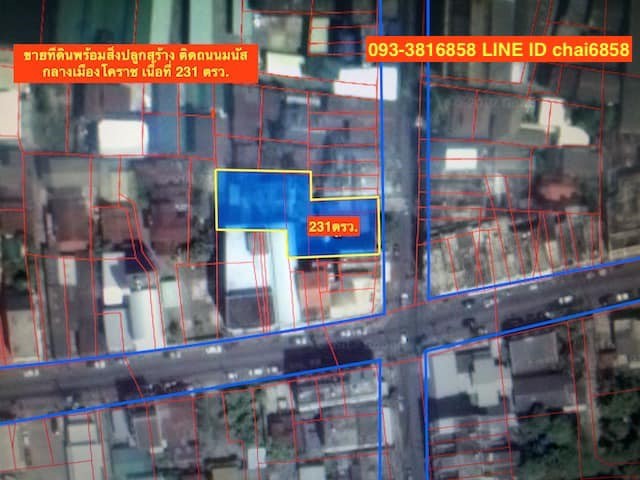 ขายที่ดินพร้อมสิ่งปลูกสร้าง ติดถนนมนัส
กลางเมืองโคราช เนื้อที่ 231 ตรว.
093-3816858 LINE ID chai6858
231ตรว.